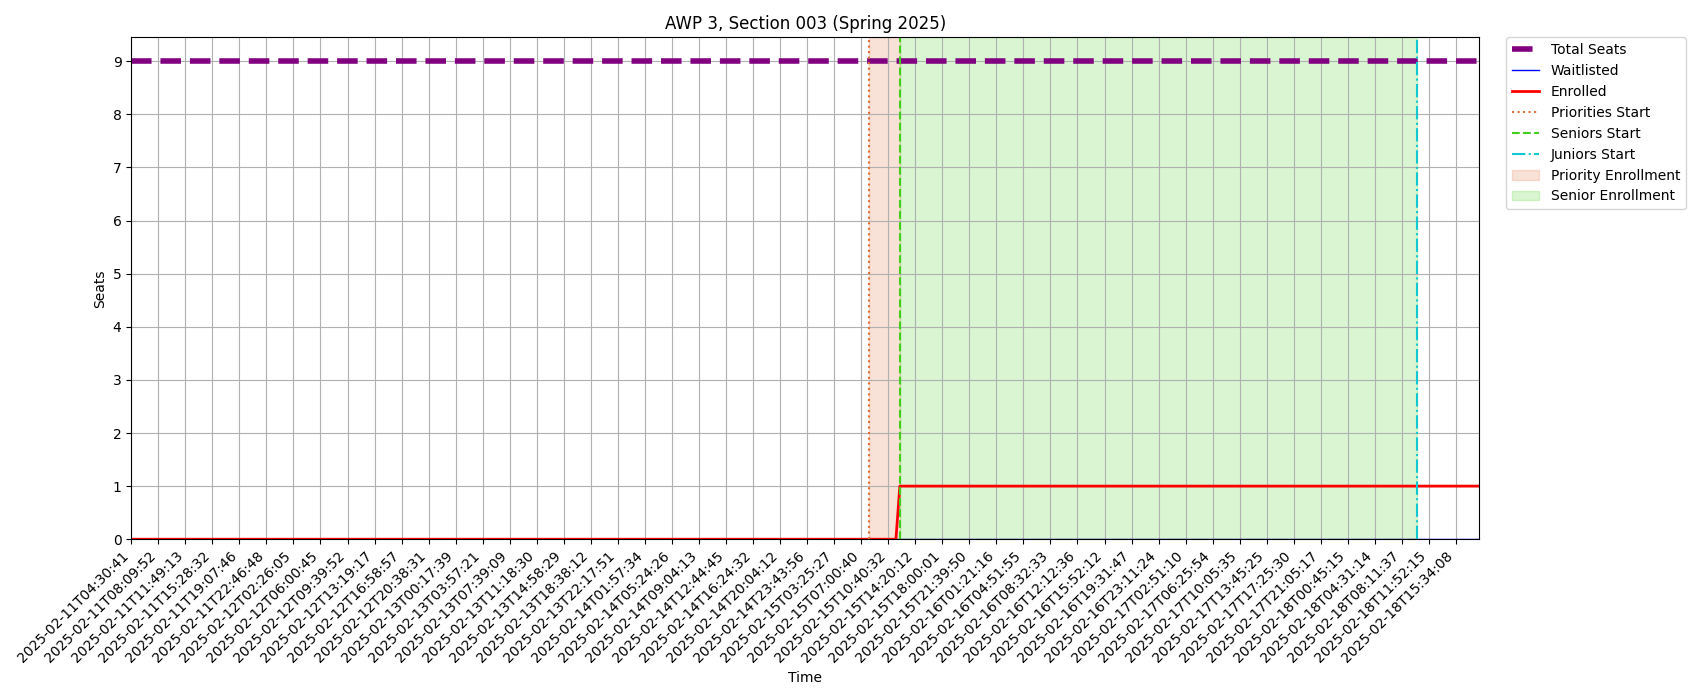 AWP 3, Section 003 (Spring 2025)
Total Seats
Waitlisted
Enrolled
Priorities Start
Seniors Start
Juniors Start
Priority Enrollment
Senior Enrollment
Seats
9
8
7
6
5
4
3
2
1
0
2025-02-11T04:30:41
2025-02-11T08:09:52
2025-02-11T11:49:13
2025-02-11T15:28:32
2025-02-11T19:07:46
2025-02-11T22:46:48
2025-02-12T02:26:05
2025-02-12T06:00:45
2025-02-12T09:39:52
2025-02-12T13:19:17
2025-02-12T16:58:57
2025-02-12T20:38:31
2025-02-13T00:17:39
2025-02-13T03:57:21
2025-02-13T07:39:09
2025-02-13T11:18:30
2025-02-13T14:58:29
2025-02-13T18:38:12
2025-02-13T22:17:51
2025-02-14T01:57:34
2025-02-14T05:24:26
2025-02-14T09:04:13
2025-02-14T12:44:45
2025-02-14T16:24:32
2025-02-14T20:04:12
2025-02-14T23:43:56
2025-02-15T03:25:27
2025-02-15T07:00:40
2025-02-15T10:40:32
2025-02-15T14:20:12
2025-02-15T18:00:01
2025-02-15T21:39:50
2025-02-16T01:21:16
2025-02-16T04:51:55
2025-02-16T08:32:33
2025-02-16T12:12:36
2025-02-16T15:52:12
2025-02-16T19:31:47
2025-02-16T23:11:24
2025-02-17T02:51:10
2025-02-17T06:25:54
2025-02-17T10:05:35
2025-02-17T13:45:25
2025-02-17T17:25:30
2025-02-17T21:05:17
2025-02-18T00:45:15
2025-02-18T04:31:14
2025-02-18T08:11:37
2025-02-18T11:52:15
2025-02-18T15:34:08
Time